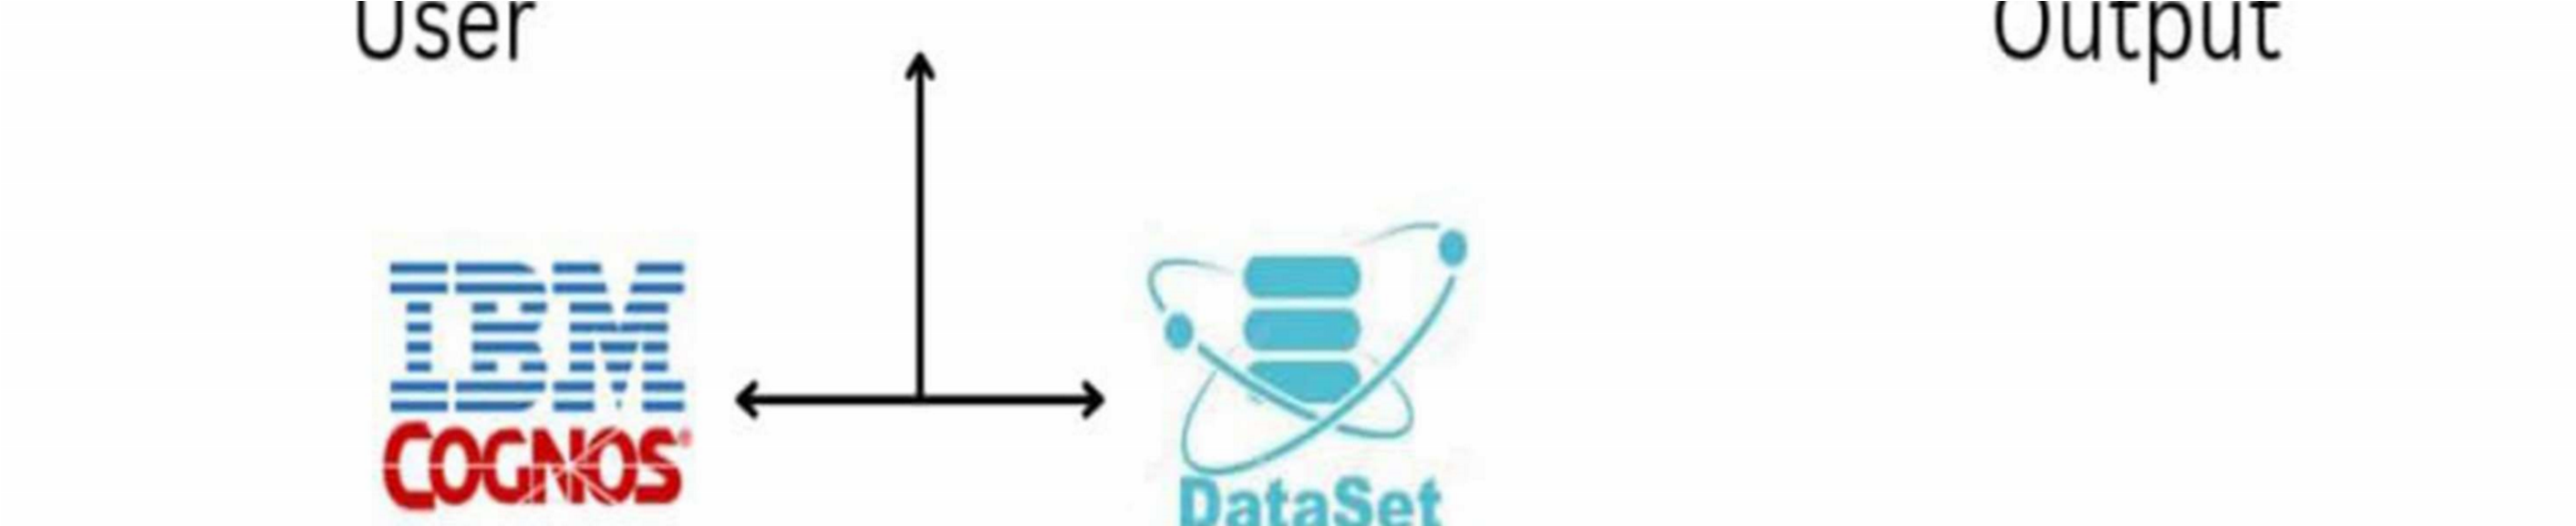 User
Output
IBM
COGNOS®
DataSet